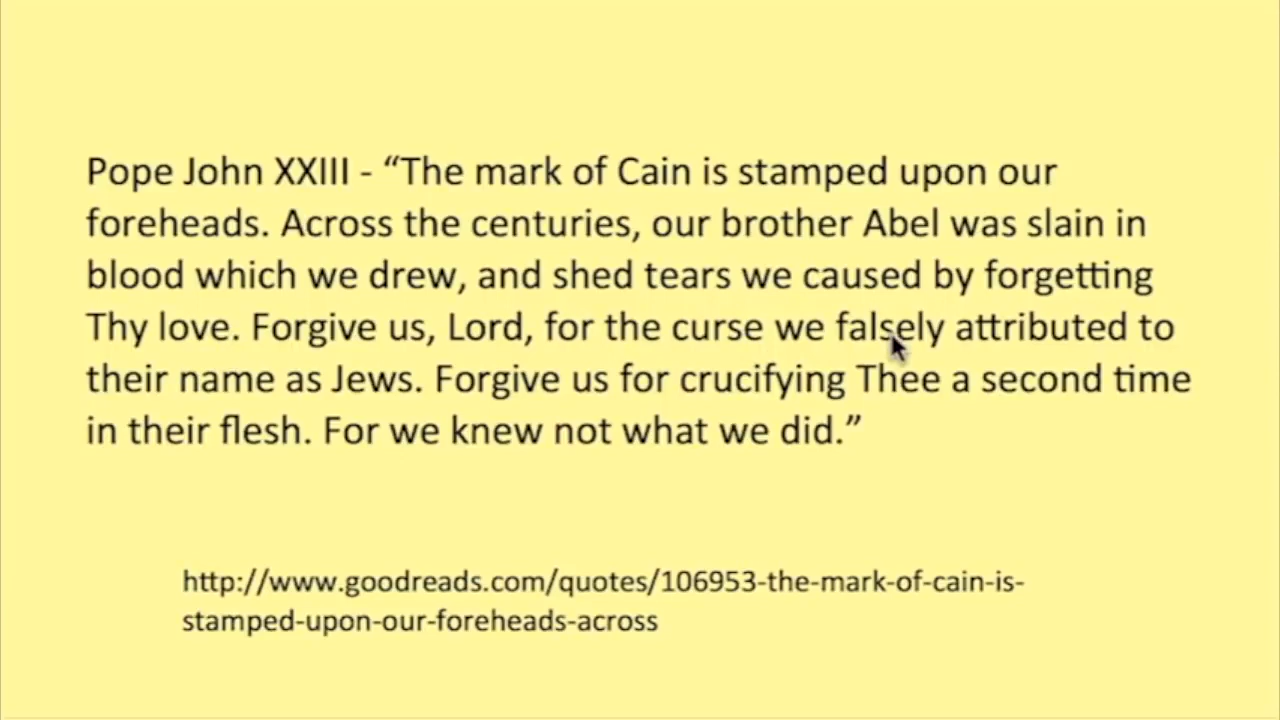 Pope John XXIII - “The mark of Cain is stamped upon our
foreheads. Across the centuries, our brother Abel was slain in
blood which we drew, and shed tears we caused by forgetting
Thy love. Forgive us, Lord, for the curse we falsely attributed to
their name as Jews. Forgive us for crucifying Thee a second time
in their flesh. For we knew not what we did.”
http://www.goodreads.com/quotes/106953-the-mark-of-cain-is-
stamped-upon-our-foreheads-across